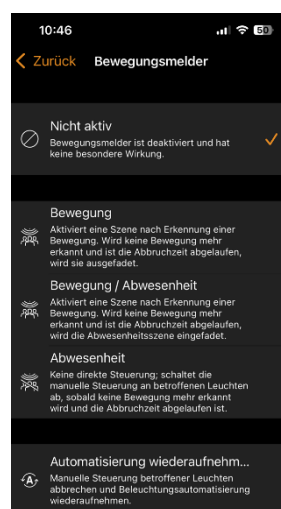 10:46
50
Zurück Bewegungsmelder
Nicht aktiv
Bewegungsmelder ist deaktiviert und hat
keine besondere Wirkung.
Bewegung
Aktiviert eine Szene nach Erkennung einer
Bewegung. Wird keine Bewegung mehr
erkannt und ist die Abbruchzeit abgelaufen,
wird sie ausgefadet.
Bewegung / Abwesenheit
Aktiviert eine Szene nach Erkennung einer
Bewegung. Wird keine Bewegung mehr
erkannt und ist die Abbruchzeit abgelaufen,
wird die Abwesenheitsszene eingefadet.
Abwesenheit
Keine direkte Steuerung; schaltet die
manuelle Steuerung an betroffenen Leuchten
ab, sobald keine Bewegung mehr erkannt
wird und die Abbruchzeit abgelaufen ist.
Automatisierung wiederaufnehm...
A
Manuelle Steuerung betroffener Leuchten
abbrechen und Beleuchtungsautomatisierung
wiederaufnehmen.